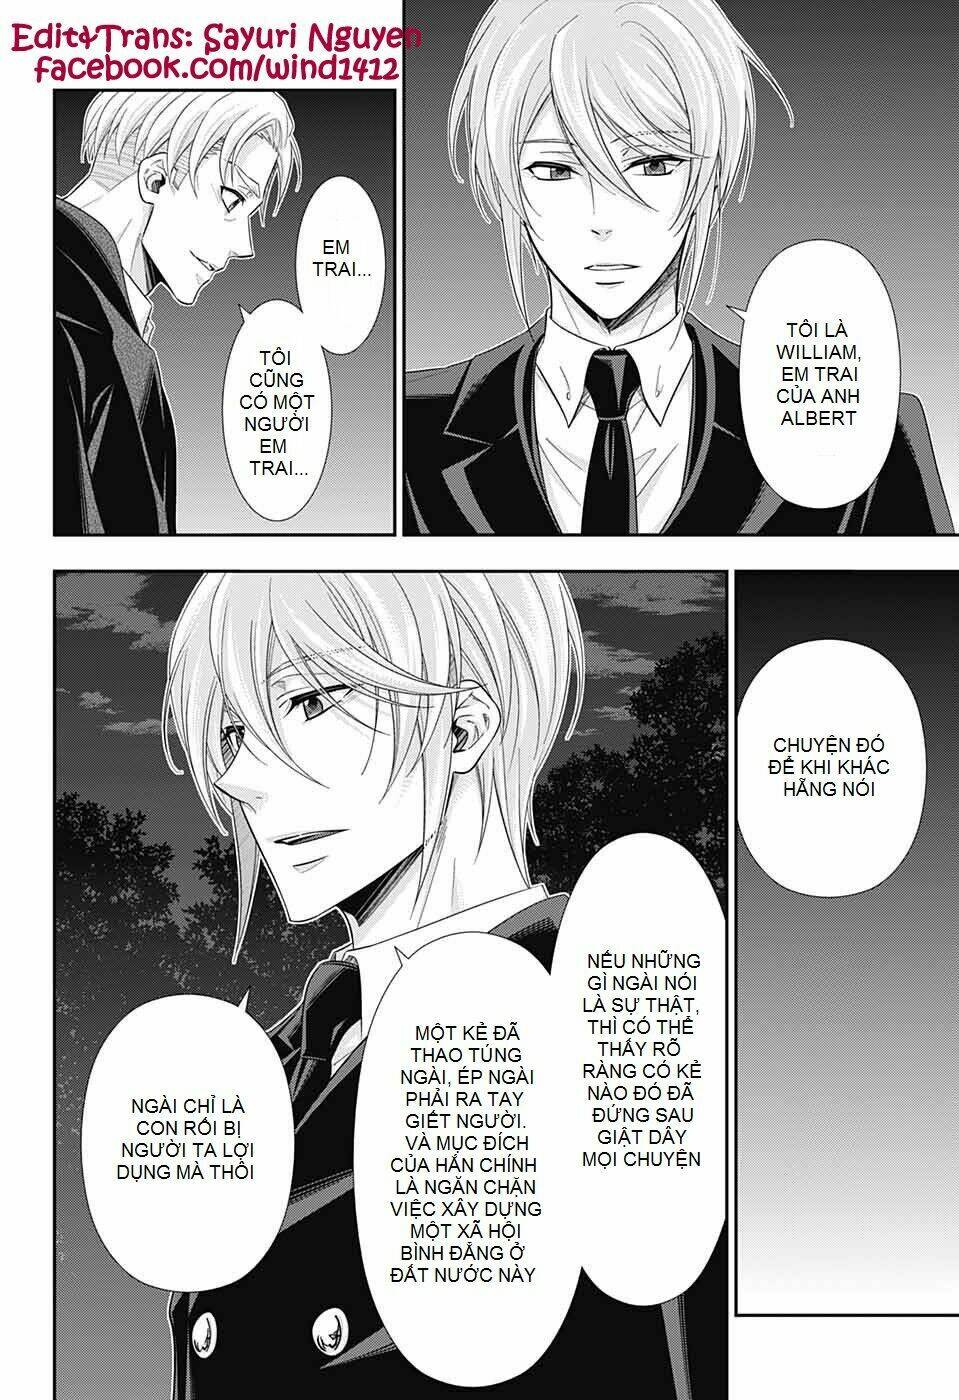 Edit&Trans: Sayuri Nguyen
facebook.com/wind1412
TÔI LÀ
WILLIAM,
EM TRAI
CỦA ANH
ALBERT
EM
TRAI...
TÔI
CŨNG
CÓ MỘT
NGƯỜI
EM
TRAI...
CHUYỆN ĐÓ
ĐỂ KHI KHÁC
HẴNG NÓI
NẾU NHỮNG
GÌ NGÀI NÓI
LÀ SỰ THẬT,
THÌ CÓ THỂ
THẤY RÕ
RÀNG CÓ KẺ
NÀO ĐÓ ĐÃ
ĐỨNG SAU
GIẬT DÂY
MỌI CHUYỆN
MỘT KẺ ĐÃ
THAO TÚNG
NGÀI, ÉP NGÀI
PHẢI RA TAY
GIẾT NGƯỜI.
VÀ MỤC ĐÍCH
CỦA HẮN CHÍNH
LÀ NGĂN CHẶN
VIỆC XÂY DỰNG
MỘT XÃ HỘI
BÌNH ĐẲNG Ở
ĐẤT NƯỚC NÀY
NGÀI CHỈ LÀ
CON RỐI BỊ
NGƯỜI TA LỢI
DỤNG MÀ THÔI